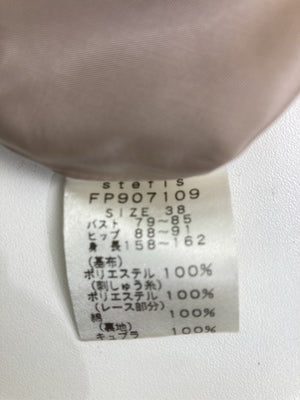 stefis
FP907109
SIZE 38
バスト 79～85
ヒップ 88～91
身 長 158～162
(基布)
ポリエステル 100%
(刺しゅう糸)
ポリエステル 100%
(レース部分)
綿 100%
(裏地)
キュプラ 100%